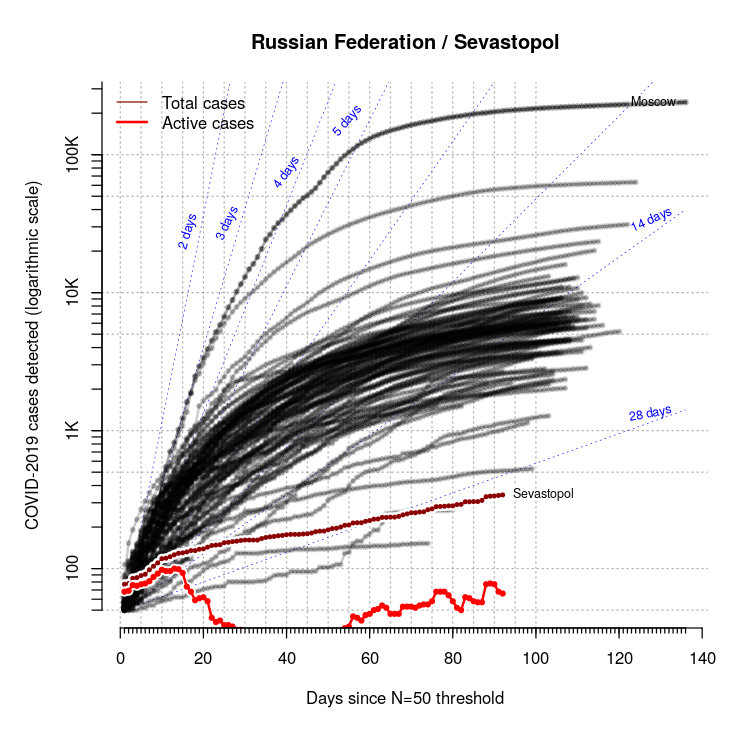 Russian Federation / Sevastopol
Total cases
Active cases
Moscow
2 days
3 days
4 days
5 days
14 days
28 days
Sevastopol
100K
10K
1K
100
COVID-2019 cases detected (logarithmic scale)
0 20 40 60 80 100 120 140
Days since N=50 threshold